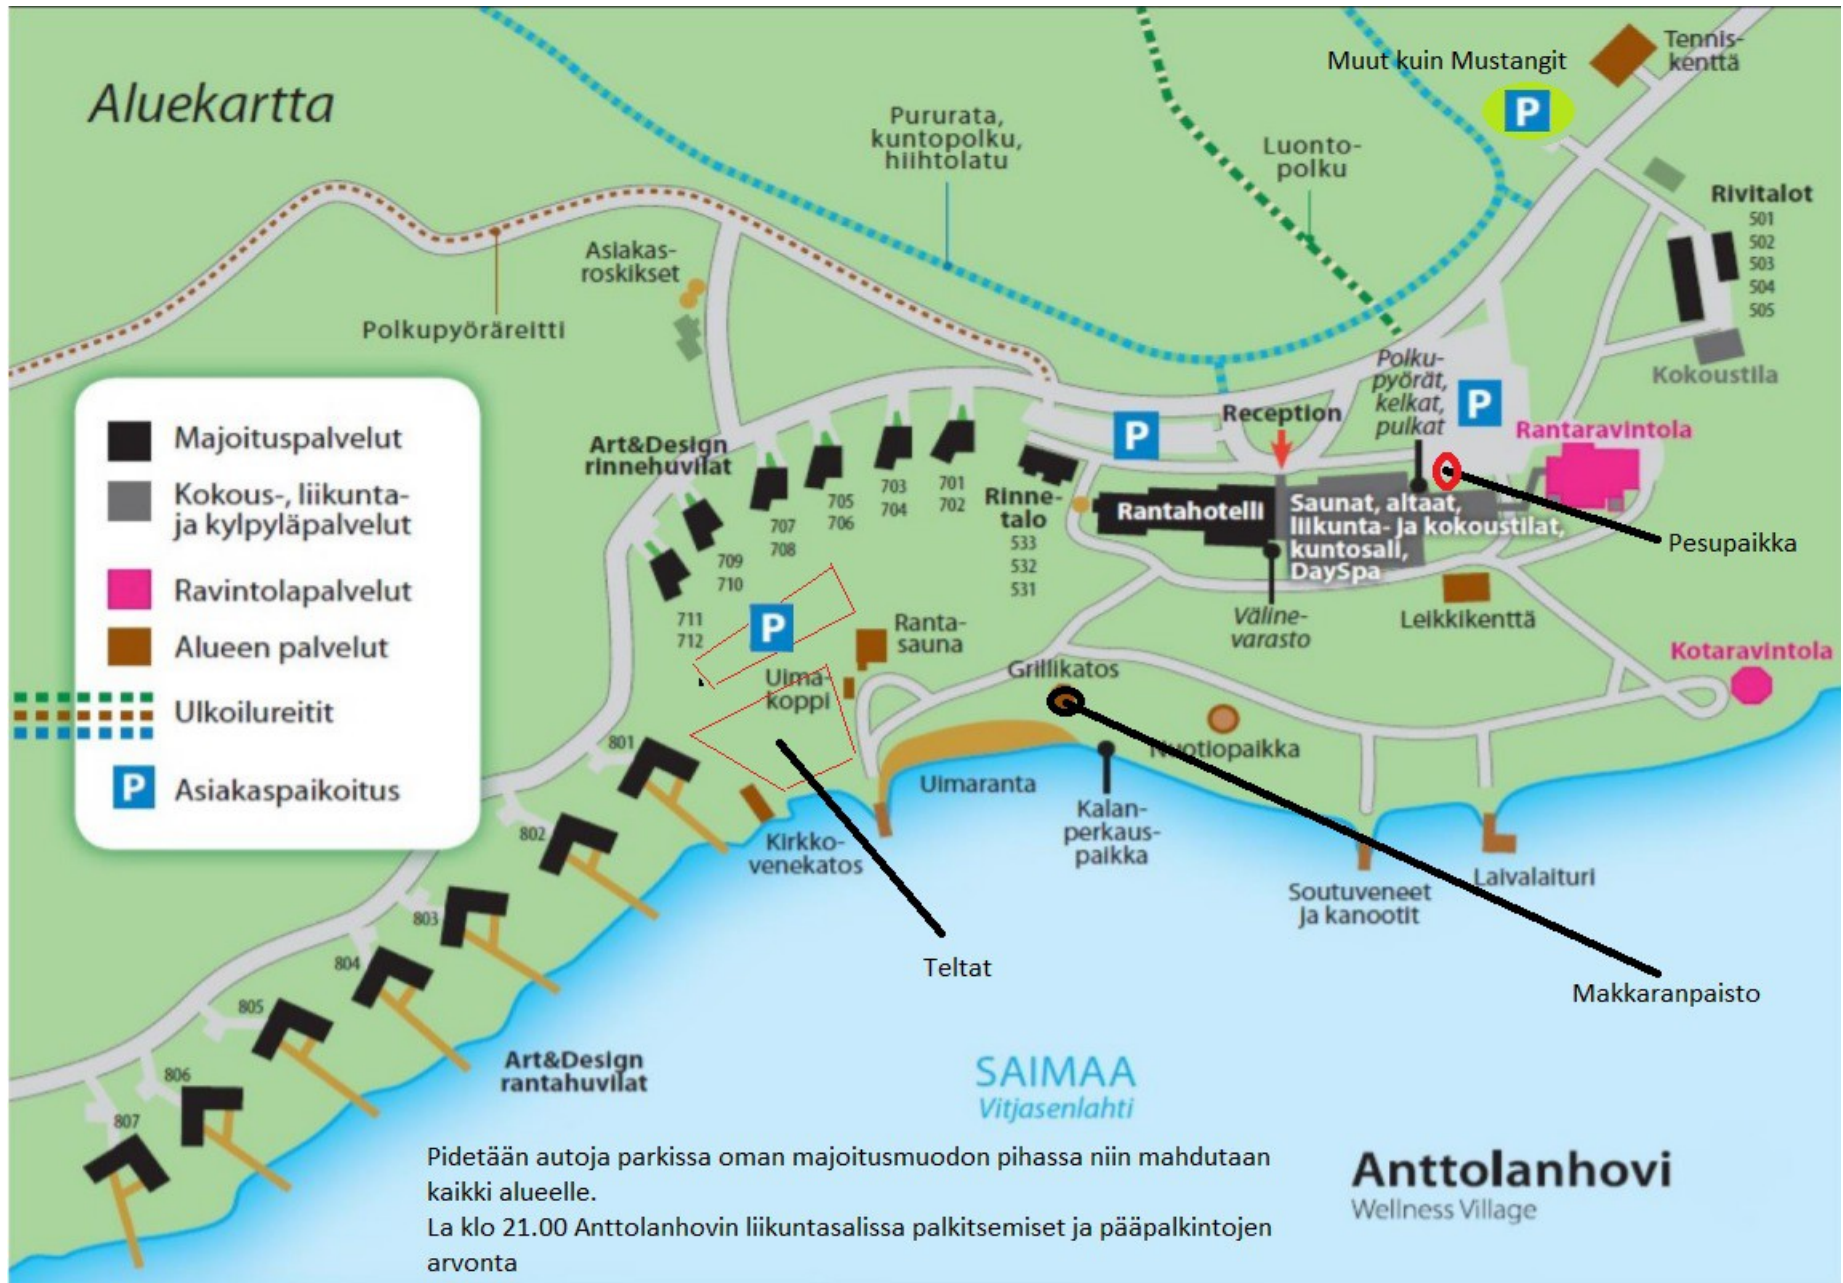 Aluekartta
Muut kuin Mustangit
P
Tennis-
kenttä
Pururata,
kuntopolku,
hiihtolatu
Luonto-
polku
Rivitalot
501
502
503
504
505
Kokoustila
Asiakas-
roskikset
Polkupyöräreitti
Majoituspalvelut
Kokous-, liikunta-
ja kylpyläpalvelut
Ravintolapalvelut
Alueen palvelut
Ulkoilureitit
P Asiakaspaikoitus
Art&Design
rinnehuvilat
701
702
703
704
705
706
707
708
709
710
711
712
P
Reception
Polku-
pyörät,
kelkat,
pulkat
P
Rantaravintola
Rinne-
talo
533
532
531
Rantahotelli
Saunat, altaat,
liikunta- ja kokoustilat,
kuntosali,
DaySpa
Pesupaikka
Väline-
varasto
Leikkikenttä
Kotaravintola
P
Ranta-
sauna
Uima-
koppi
Grillikatos
Nuotiopaikka
Uimaranta
Kalan-
perkaus-
paikka
Kirkko-
venekatos
Soutuveneet
ja kanootit
Laivalaituri
Teltat
Makkaranpaisto
801
802
803
804
805
806
807
Art&Design
rantahuvilat
SAIMAA
Vitjasenlahti
Pidetään autoja parkissa oman majoitusmuodon pihassa niin mahdutaan
kaikki alueelle.
La klo 21.00 Anttolanhovin liikuntasalissa palkitsemiset ja pääpalkintojen
arvonta
Anttolanhovi
Wellness Village